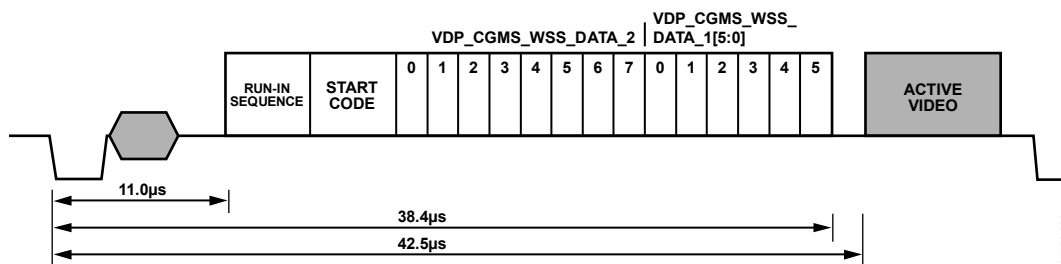 VDP_CGMS_WSS_
VDP_CGMS_WSS_DATA_2 DATA_1[5:0]
RUN-IN SEQUENCE
START CODE
0 1 2 3 4 5 6 7 0 1 2 3 4 5
ACTIVE VIDEO
11.0µs
38.4µs
42.5µs